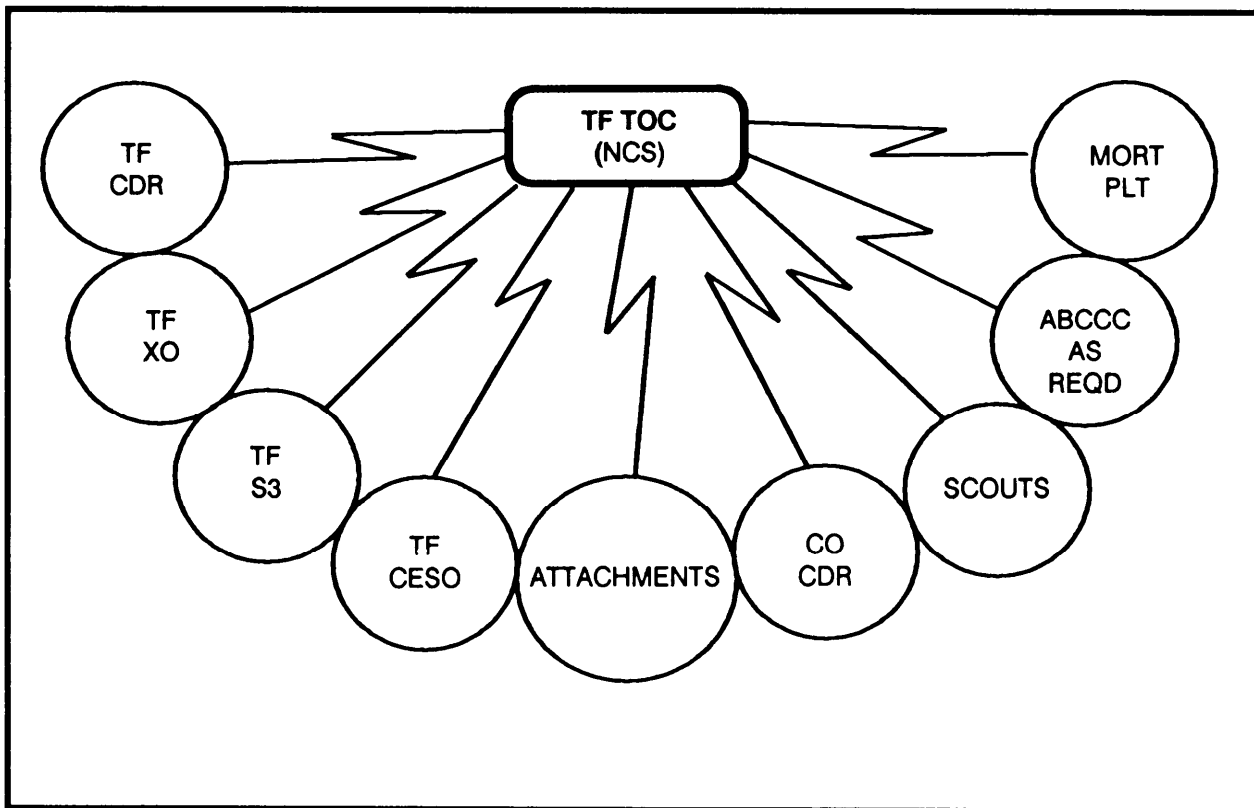 TF TOC
(NCS)
TF
CDR
TF
XO
TF
S3
TF
CESO
ATTACHMENTS
CO
CDR
SCOUTS
ABCCC
AS
REQD
MORT
PLT